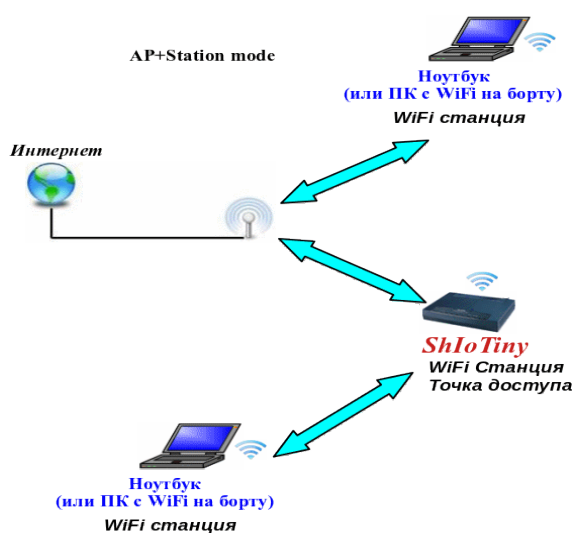 AP+Station mode
Ноутбук
(или ПК с WiFi на борту)
WiFi станция
Интернет
ShIoTiny
WiFi Станция
Точка доступа
Ноутбук
(или ПК с WiFi на борту)
WiFi станция